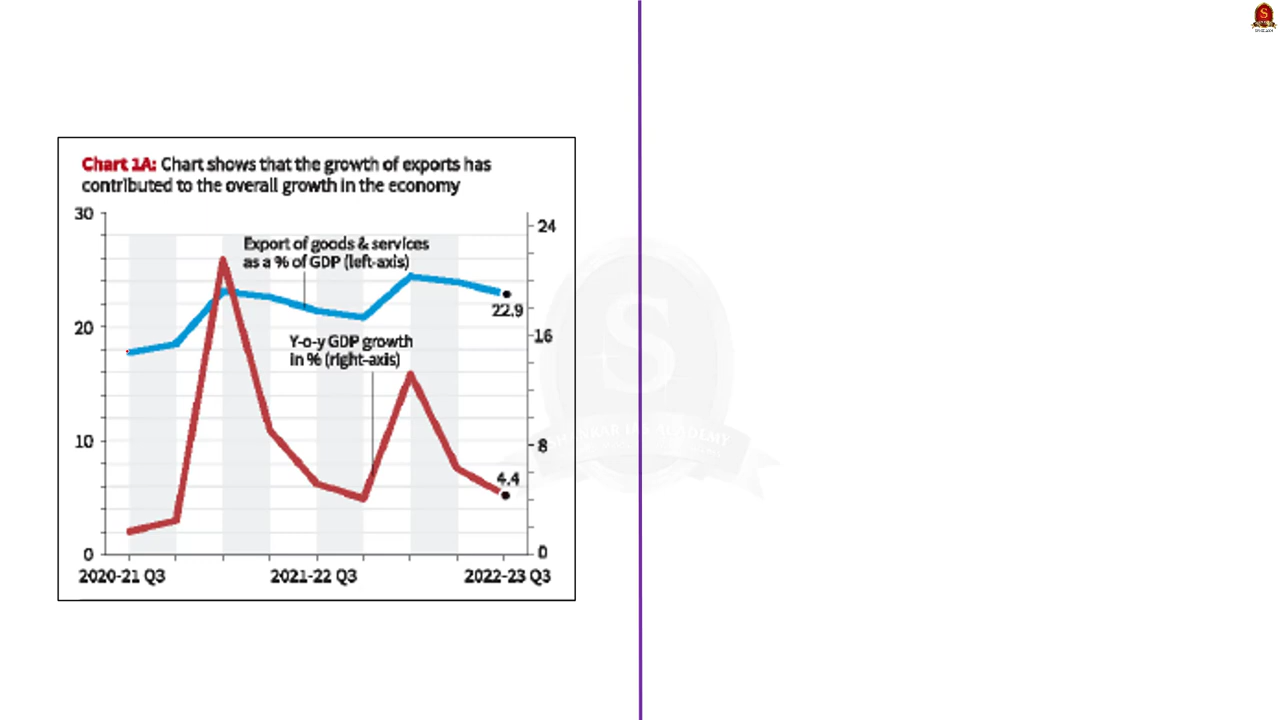 Chart 1A: Chart shows that the growth of exports has
contributed to the overall growth in the economy
30
24
Export of goods & services
as a % of GDP (left-axis)
22.9
20
16
Y-o-y GDP growth
in % (right-axis)
10
8
4.4
0
0
2020-21 Q3
2021-22 Q3
2022-23 Q3
S
ACADEMY